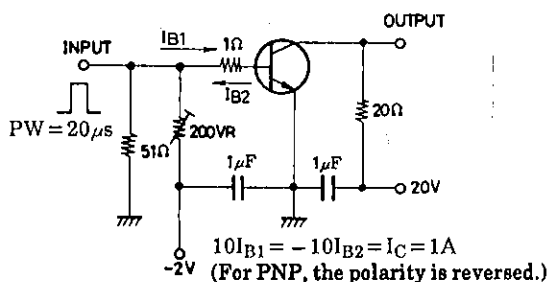 OUTPUT
INPUT
IB1
1Ω
IB2
PW=20μs
51Ω
200VR
20Ω
1μF
1μF
20V
-2V
10IB1=-10IB2=IC=1A
(For PNP, the polarity is reversed.)